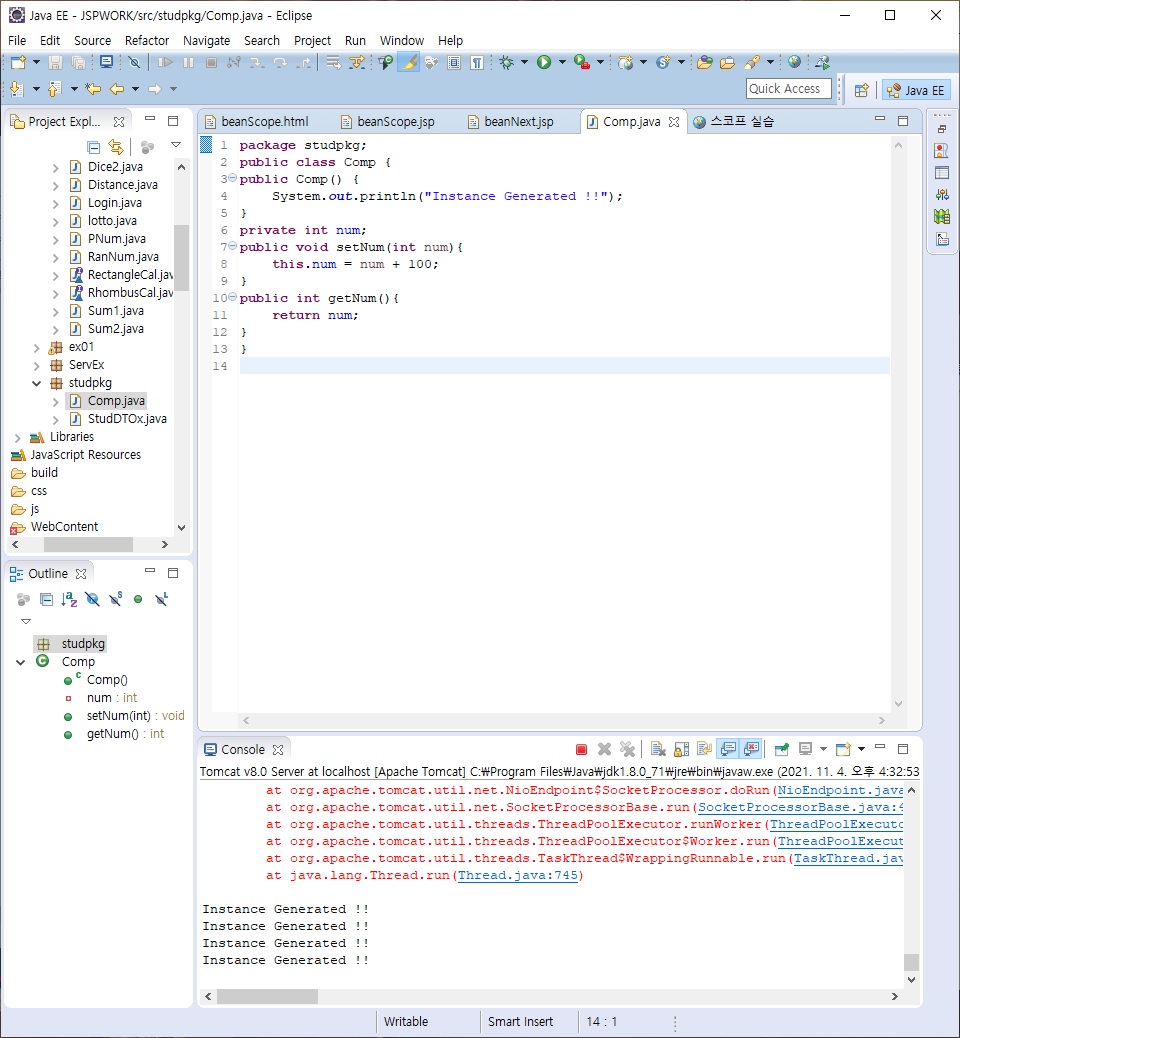 Java EE - JSPWORK/src/studpkg/Comp.java - Eclipse
File Edit Source Refactor Navigate Search Project Run Window Help
Quick Access
Java EE
Project Expl...
Dice2.java
Distance.java
Login.java
lotto.java
PNum.java
RanNum.java
RectangleCal.jav
RhombusCal.jav
Sum1.java
Sum2.java
ex01
ServEx
studpkg
Comp.java
StudDTOx.java
Libraries
JavaScript Resources
build
css
js
WebContent
Outline
studpkg
Comp
Comp()
num : int
setNum(int) : void
getNum() : int
beanScope.html beanScope.jsp beanNext.jsp Comp.java 스코프 실습
1 package studpkg;
2 public class Comp {
3 public Comp() {
4 System.out.println("Instance Generated !!");
5 }
6 private int num;
7 public void setNum(int num){
8 this.num = num + 100;
9 }
10 public int getNum(){
11 return num;
12 }
13 }
14
Console
Tomcat v8.0 Server at localhost [Apache Tomcat] C:₩Program Files₩Java₩jdk1.8.0_71₩jre₩bin₩javaw.exe (2021. 11. 4. 오후 4:32:53
at org.apache.tomcat.util.net.NioEndpoint$SocketProcessor.doRun(NioEndpoint.java
at org.apache.tomcat.util.net.SocketProcessorBase.run(SocketProcessorBase.java:4
at org.apache.tomcat.util.threads.ThreadPoolExecutor.runWorker(ThreadPoolExecutc
at org.apache.tomcat.util.threads.ThreadPoolExecutor$Worker.run(ThreadPoolExecut
at org.apache.tomcat.util.threads.TaskThread$WrappingRunnable.run(TaskThread.jav
at java.lang.Thread.run(Thread.java:745)
Instance Generated !!
Instance Generated !!
Instance Generated !!
Instance Generated !!
Writable Smart Insert 14 : 1